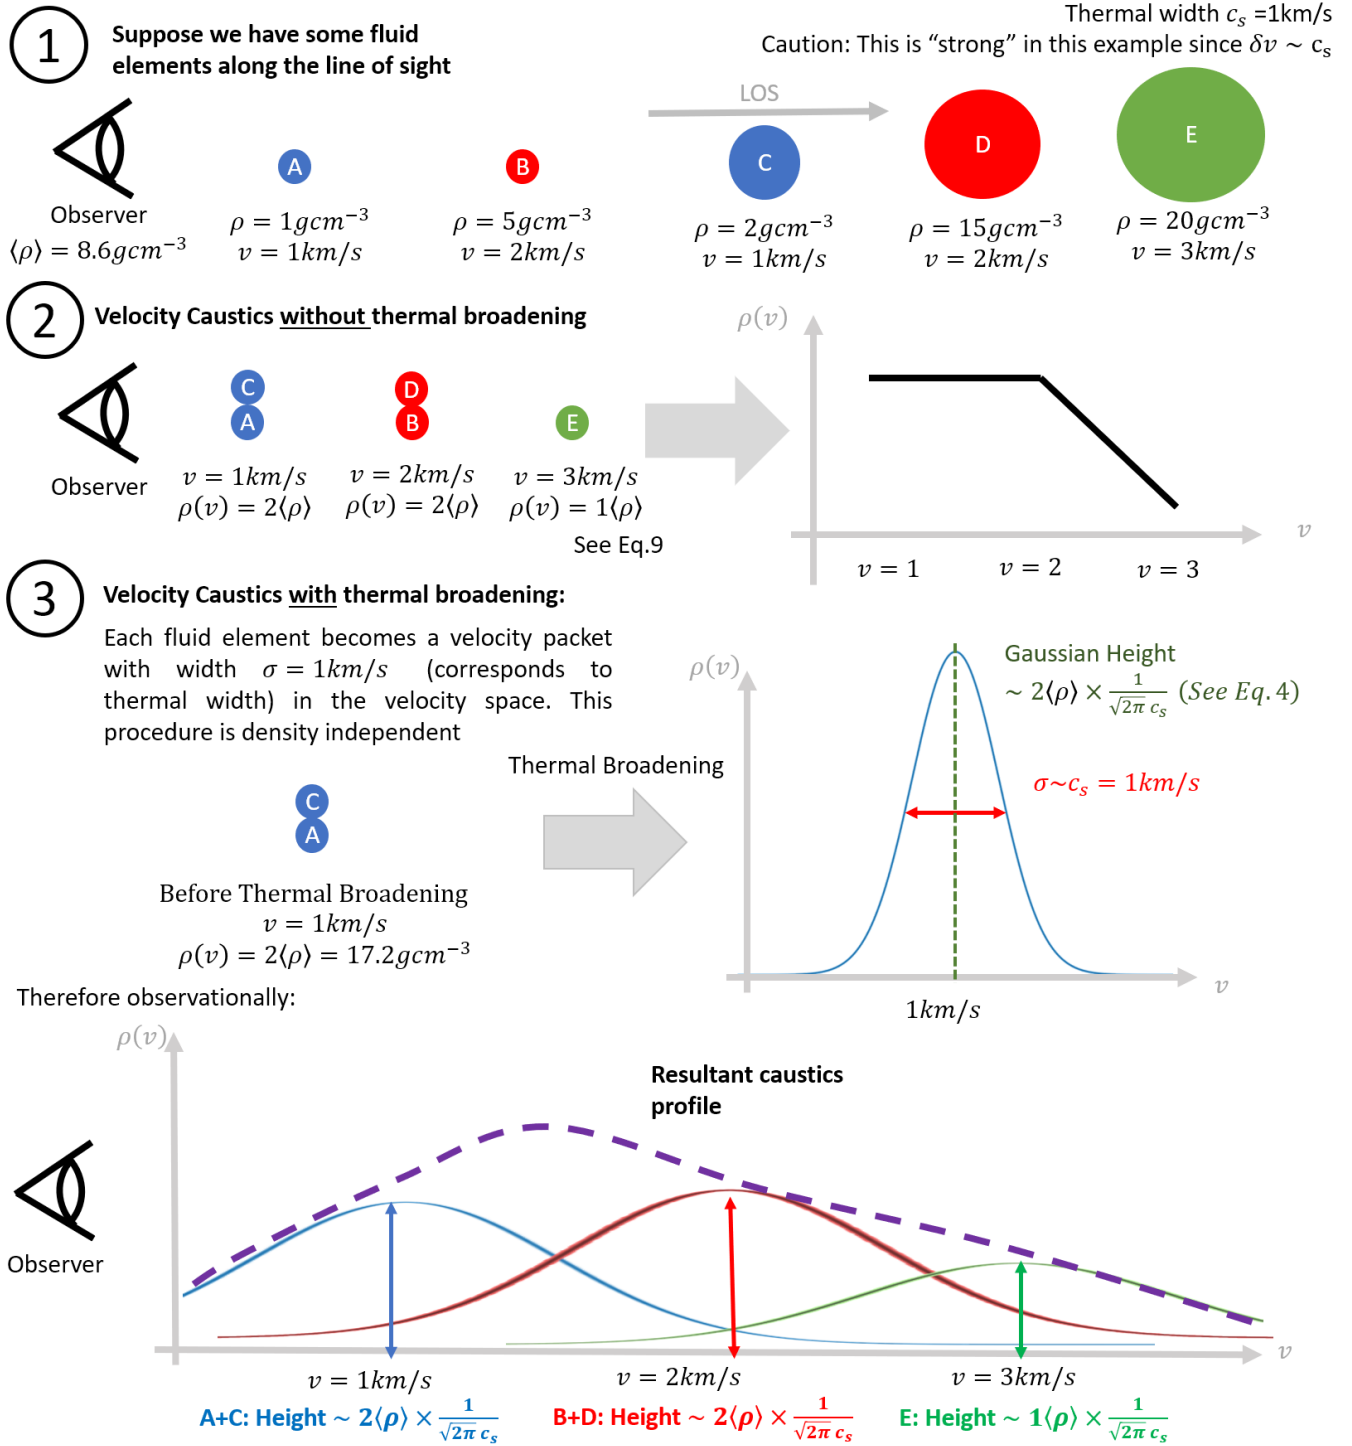 1
Suppose we have some fluid
elements along the line of sight
Thermal width c_s =1km/s
Caution: This is “strong” in this example since δv ~ c_s
LOS
A
B
C
D
E
Observer
⟨ρ⟩ = 8.6gcm⁻³
ρ = 1gcm⁻³
v = 1km/s
ρ = 5gcm⁻³
v = 2km/s
ρ = 2gcm⁻³
v = 1km/s
ρ = 15gcm⁻³
v = 2km/s
ρ = 20gcm⁻³
v = 3km/s
2
Velocity Caustics without thermal broadening
C
A
D
B
E
Observer
v = 1km/s
ρ(v) = 2⟨ρ⟩
v = 2km/s
ρ(v) = 2⟨ρ⟩
v = 3km/s
ρ(v) = 1⟨ρ⟩
See Eq.9
ρ(v)
v
v = 1
v = 2
v = 3
3
Velocity Caustics with thermal broadening:
Each fluid element becomes a velocity packet
with width σ = 1km/s (corresponds to
thermal width) in the velocity space. This
procedure is density independent
C
A
Before Thermal Broadening
v = 1km/s
ρ(v) = 2⟨ρ⟩ = 17.2gcm⁻³
Thermal Broadening
ρ(v)
Gaussian Height
~ 2⟨ρ⟩ × 1/(√2π c_s) (See Eq. 4)
σ~c_s = 1km/s
v
1km/s
Therefore observationally:
ρ(v)
Resultant caustics
profile
Observer
v
v = 1km/s
v = 2km/s
v = 3km/s
A+C: Height ~ 2⟨ρ⟩ × 1/(√2π c_s)
B+D: Height ~ 2⟨ρ⟩ × 1/(√2π c_s)
E: Height ~ 1⟨ρ⟩ × 1/(√2π c_s)